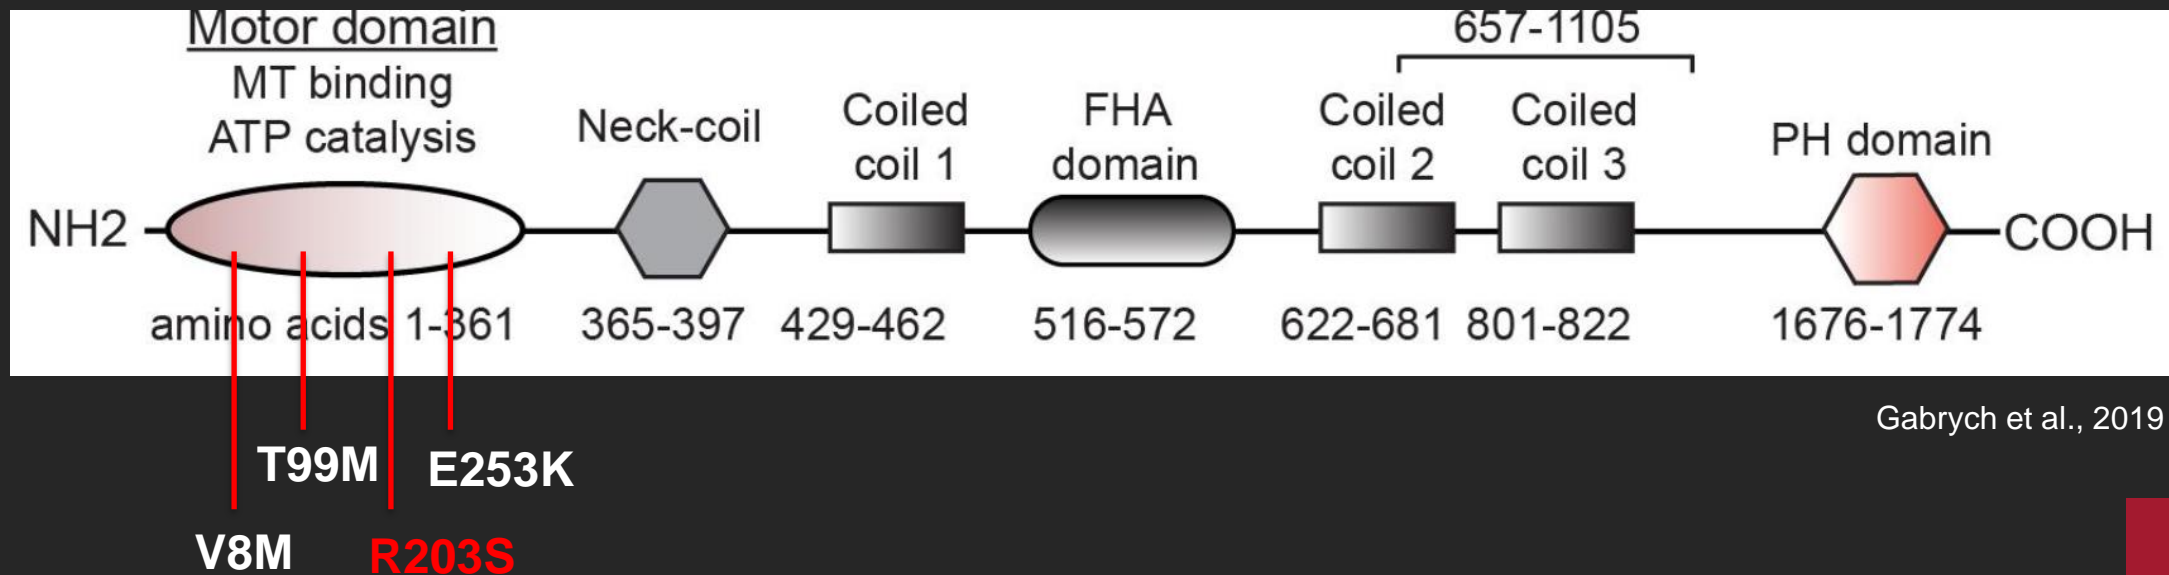 Motor domain
MT binding
ATP catalysis
Neck-coil
Coiled
coil 1
FHA
domain
657-1105
Coiled
coil 2
Coiled
coil 3
PH domain
NH2
COOH
amino acids 1-361
365-397
429-462
516-572
622-681
801-822
1676-1774
Gabrych et al., 2019
T99M
E253K
V8M
R203S